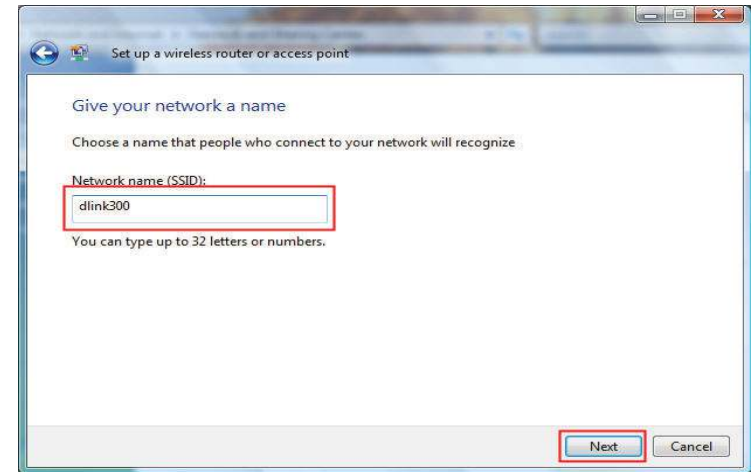 Set up a wireless router or access point
Give your network a name
Choose a name that people who connect to your network will recognize
Network name (SSID):
dlink300
You can type up to 32 letters or numbers.
Next Cancel